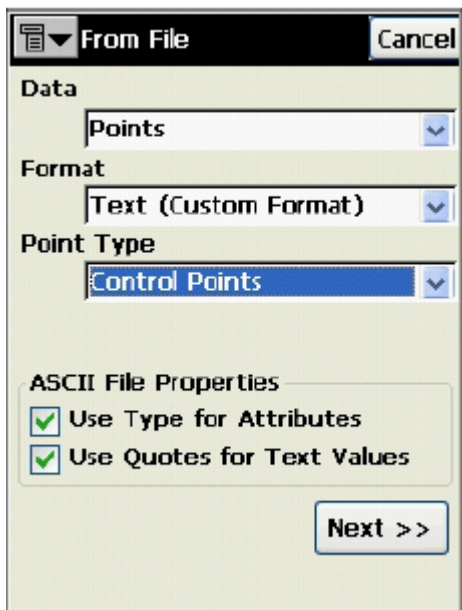 From File Cancel
Data
Points
Format
Text (Custom Format)
Point Type
Control Points
ASCII File Properties
Use Type for Attributes
Use Quotes for Text Values
Next >>